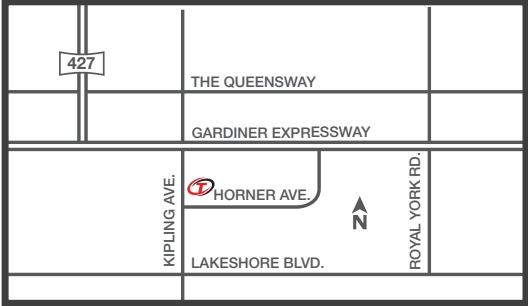 427
THE QUEENSWAY
GARDINER EXPRESSWAY
KIPLING AVE.
T
HORNER AVE.
N
ROYAL YORK RD.
LAKESHORE BLVD.